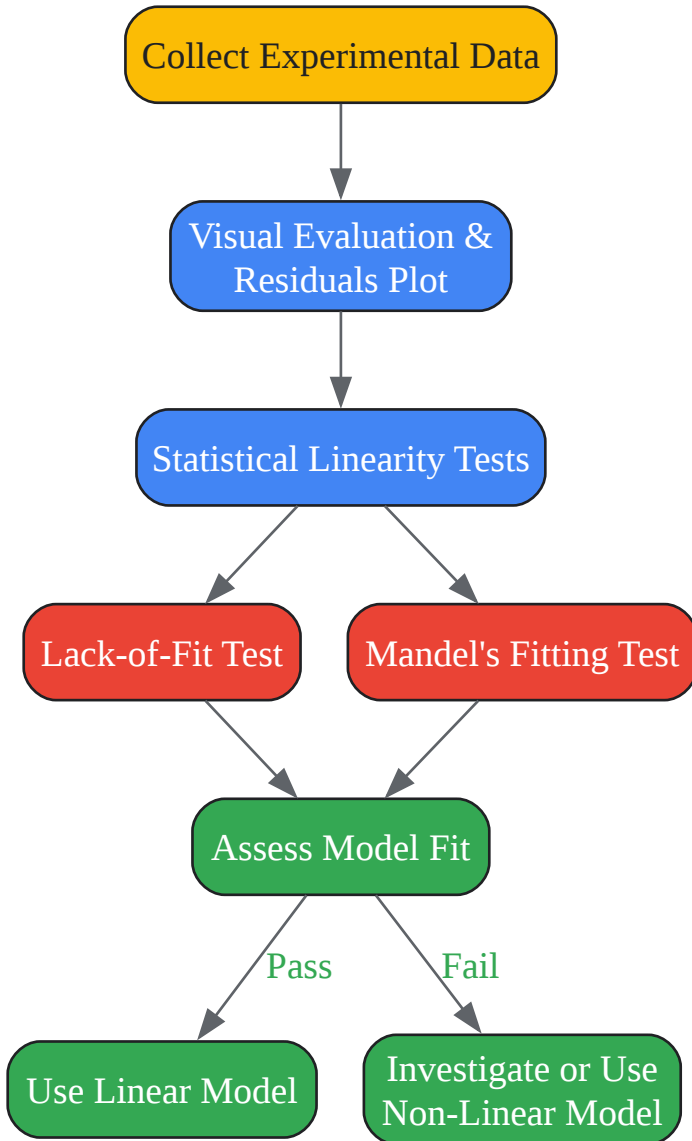 Collect Experimental Data
Visual Evaluation &
Residuals Plot
Statistical Linearity Tests
Lack-of-Fit Test
Mandel's Fitting Test
Assess Model Fit
Pass
Fail
Use Linear Model
Investigate or Use
Non-Linear Model